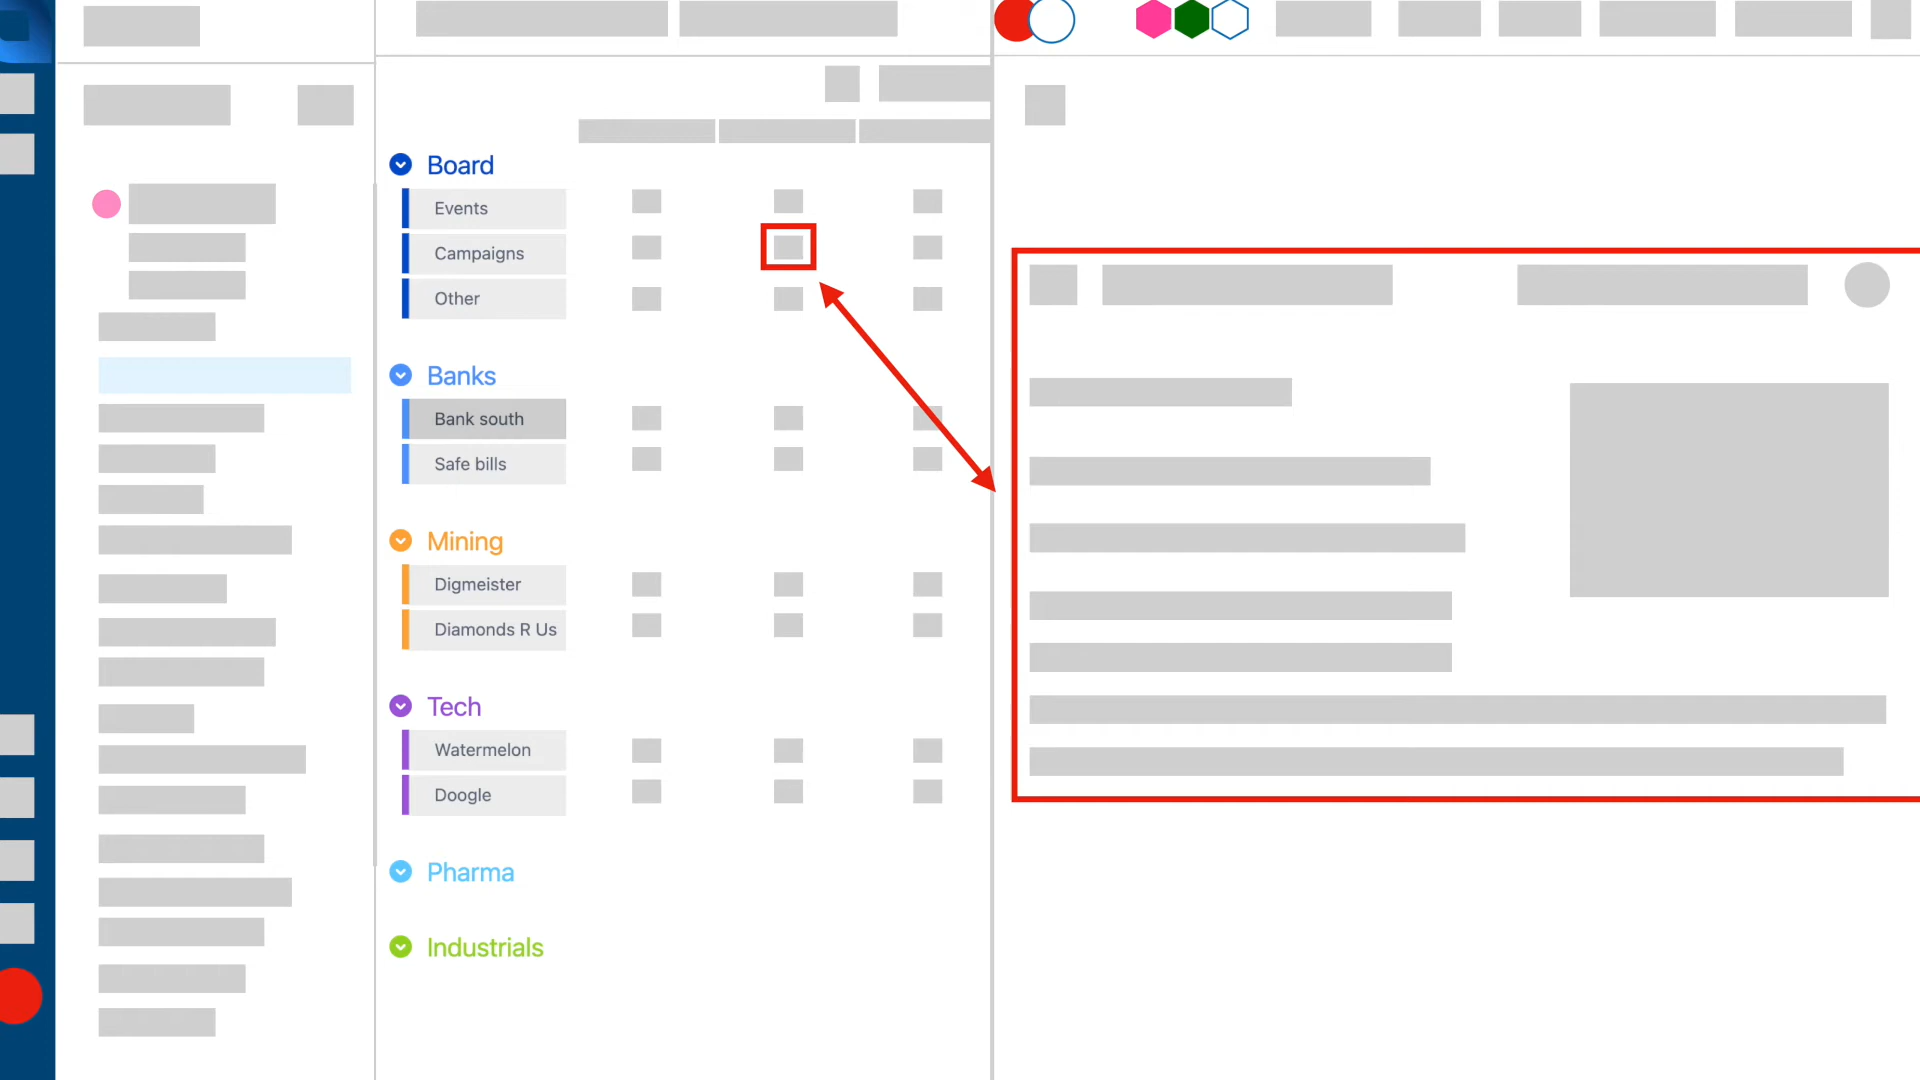 Board
Events
Campaigns
Other
Banks
Bank south
Safe bills
Mining
Digmeister
Diamonds R Us
Tech
Watermelon
Doogle
Pharma
Industrials